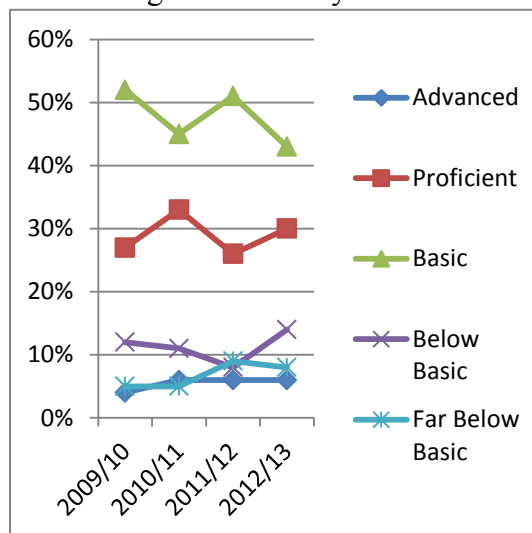 60%
50%
40%
30%
20%
10%
0%
2009/10
2010/11
2011/12
2012/13
Advanced
Proficient
Basic
Below
Basic
Far Below
Basic